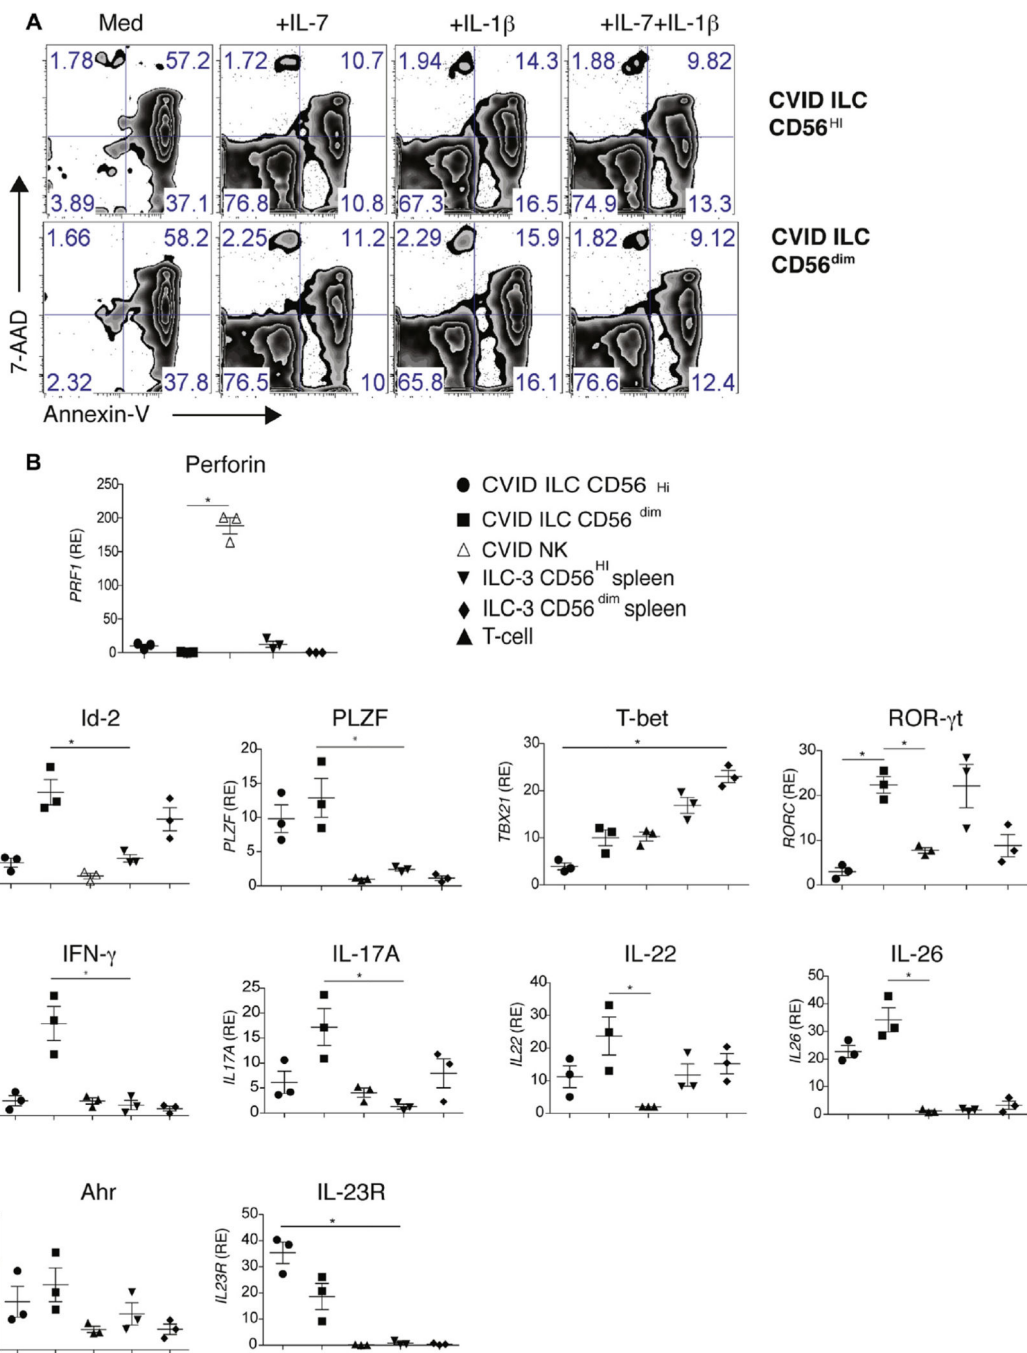 A
Med
+IL-7
+IL-1β
+IL-7+IL-1β
1.78
57.2
1.72
10.7
1.94
14.3
1.88
9.82
3.89
37.1
76.8
10.8
67.3
16.5
74.9
13.3
CVID ILC
CD56HI
1.66
58.2
2.25
11.2
2.29
15.9
1.82
9.12
2.32
37.8
76.5
10
65.8
16.1
76.6
12.4
CVID ILC
CD56dim
7-AAD
Annexin-V
B
Perforin
PRF1 (RE)
250
200
150
100
50
0
*
CVID ILC CD56 Hi
CVID ILC CD56 dim
CVID NK
ILC-3 CD56HI spleen
ILC-3 CD56dim spleen
T-cell
Id-2
*
PLZF
PLZF (RE)
20
15
10
5
0
*
T-bet
TBX21 (RE)
30
20
10
0
*
ROR-γt
RORC (RE)
30
20
10
0
*
*
IFN-γ
*
IL-17A
IL17A (RE)
25
20
15
10
5
0
*
IL-22
IL22 (RE)
40
30
20
10
0
*
IL-26
IL26 (RE)
50
40
30
20
10
0
*
Ahr
IL-23R
IL23R (RE)
50
40
30
20
10
0
*